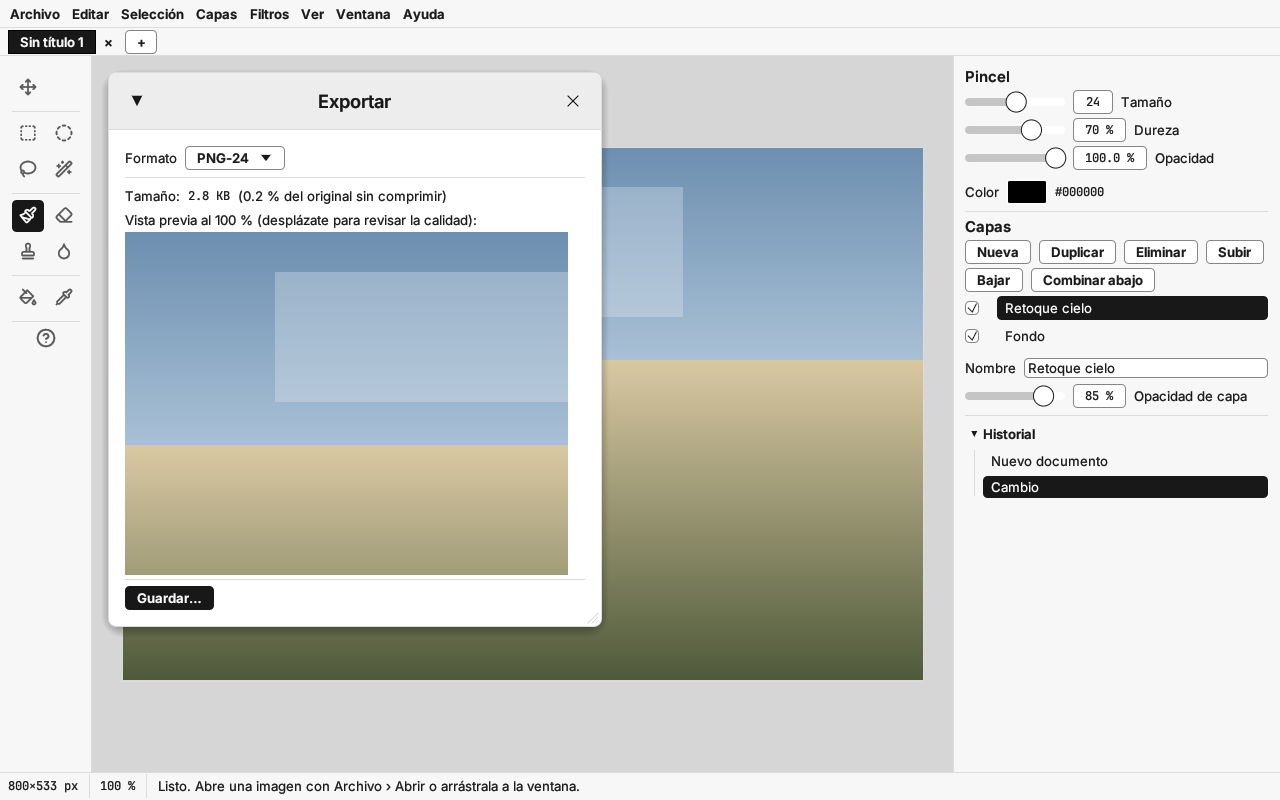 Archivo Editar Selección Capas Filtros Ver Ventana Ayuda
Sin título 1 × +
Exportar
Formato PNG-24
Tamaño: 2.8 KB (0.2 % del original sin comprimir)
Vista previa al 100 % (desplázate para revisar la calidad):
Guardar...
Pincel
24 Tamaño
70 % Dureza
100.0 % Opacidad
Color #000000
Capas
Nueva Duplicar Eliminar Subir
Bajar Combinar abajo
Retoque cielo
Fondo
Nombre Retoque cielo
85 % Opacidad de capa
Historial
Nuevo documento
Cambio
800×533 px 100 % Listo. Abre una imagen con Archivo › Abrir o arrástrala a la ventana.